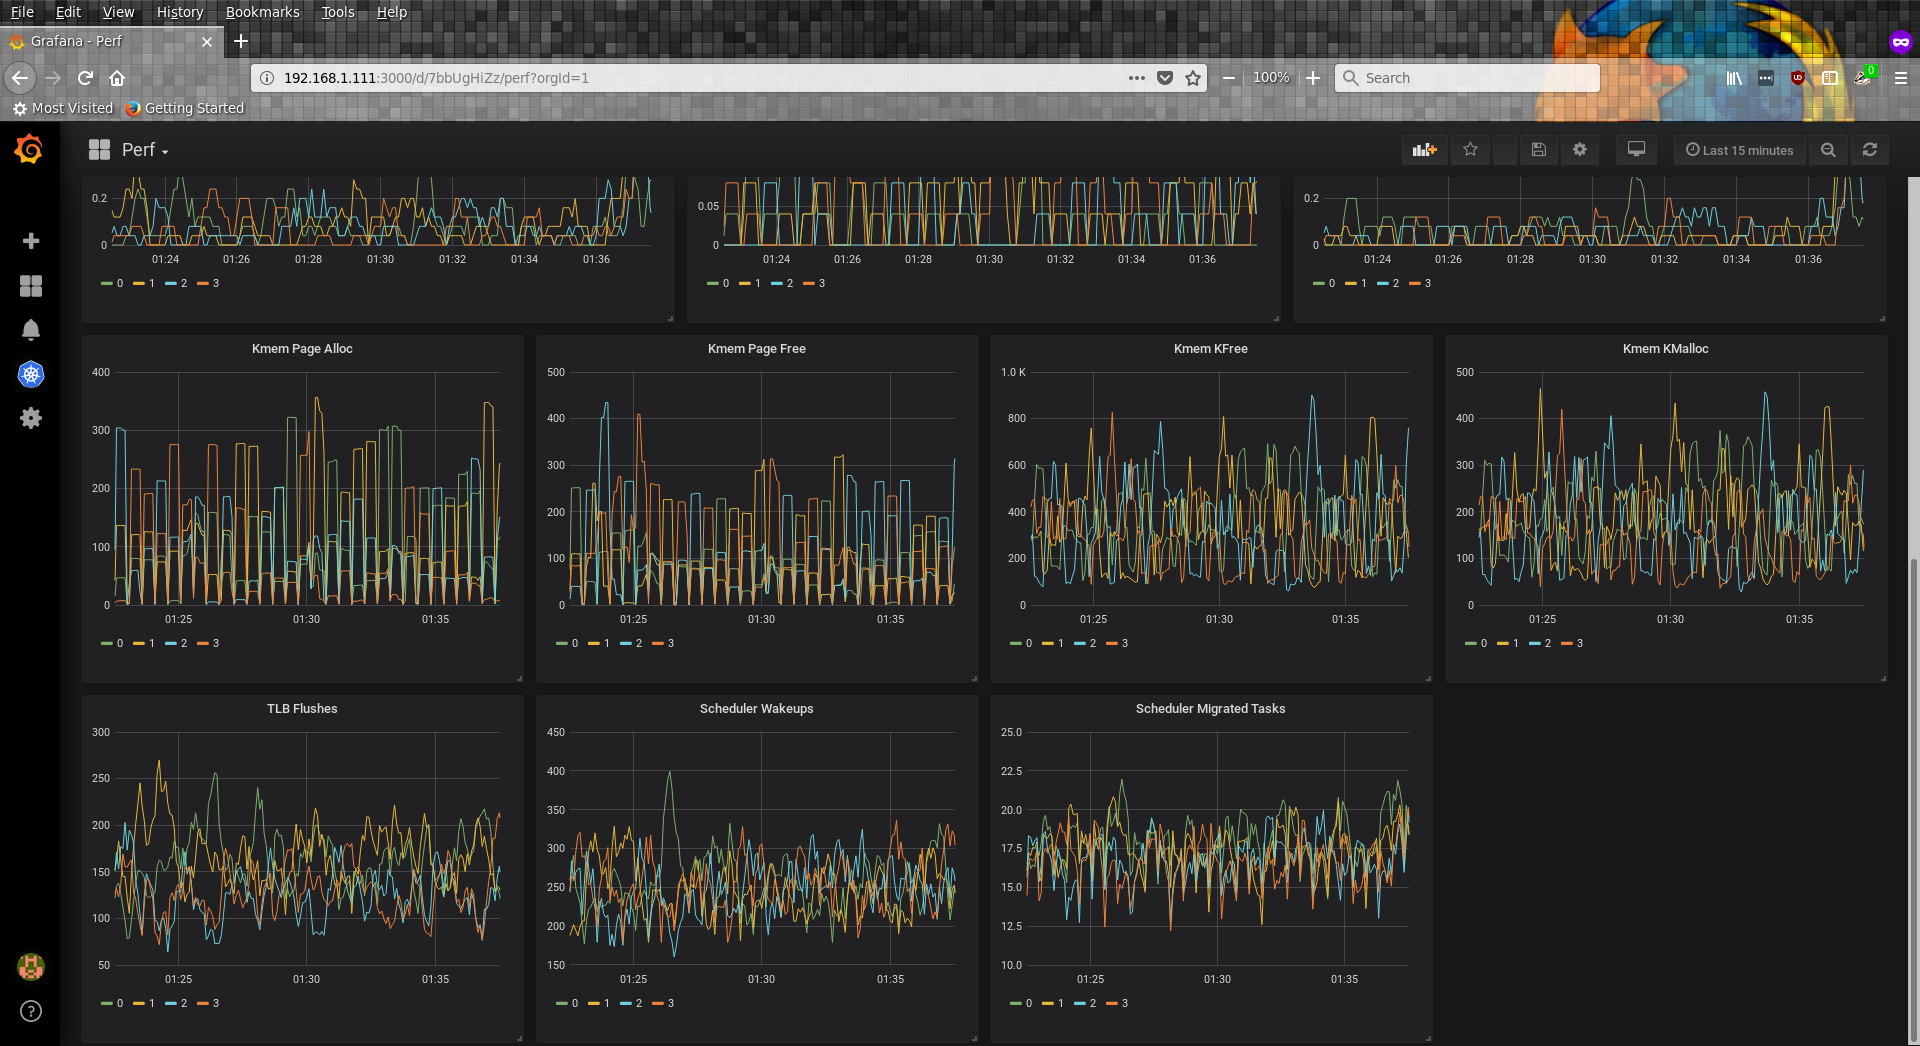 File Edit View History Bookmarks Tools Help
Grafana - Perf
192.168.1.111:3000/d/7bbUgHiZz/perf?orgId=1
100%
Search
0
Most Visited Getting Started
Perf
Last 15 minutes
0.2
0
01:24 01:26 01:28 01:30 01:32 01:34 01:36
0 1 2 3
0.05
0
01:24 01:26 01:28 01:30 01:32 01:34 01:36
0 1 2 3
0.2
0
01:24 01:26 01:28 01:30 01:32 01:34 01:36
0 1 2 3
Kmem Page Alloc
400
300
200
100
0
01:25 01:30 01:35
0 1 2 3
Kmem Page Free
500
400
300
200
100
0
01:25 01:30 01:35
0 1 2 3
Kmem KFree
1.0 K
800
600
400
200
0
01:25 01:30 01:35
0 1 2 3
Kmem KMalloc
500
400
300
200
100
0
01:25 01:30 01:35
0 1 2 3
TLB Flushes
300
250
200
150
100
50
01:25 01:30 01:35
0 1 2 3
Scheduler Wakeups
450
400
350
300
250
200
150
01:25 01:30 01:35
0 1 2 3
Scheduler Migrated Tasks
25.0
22.5
20.0
17.5
15.0
12.5
10.0
01:25 01:30 01:35
0 1 2 3